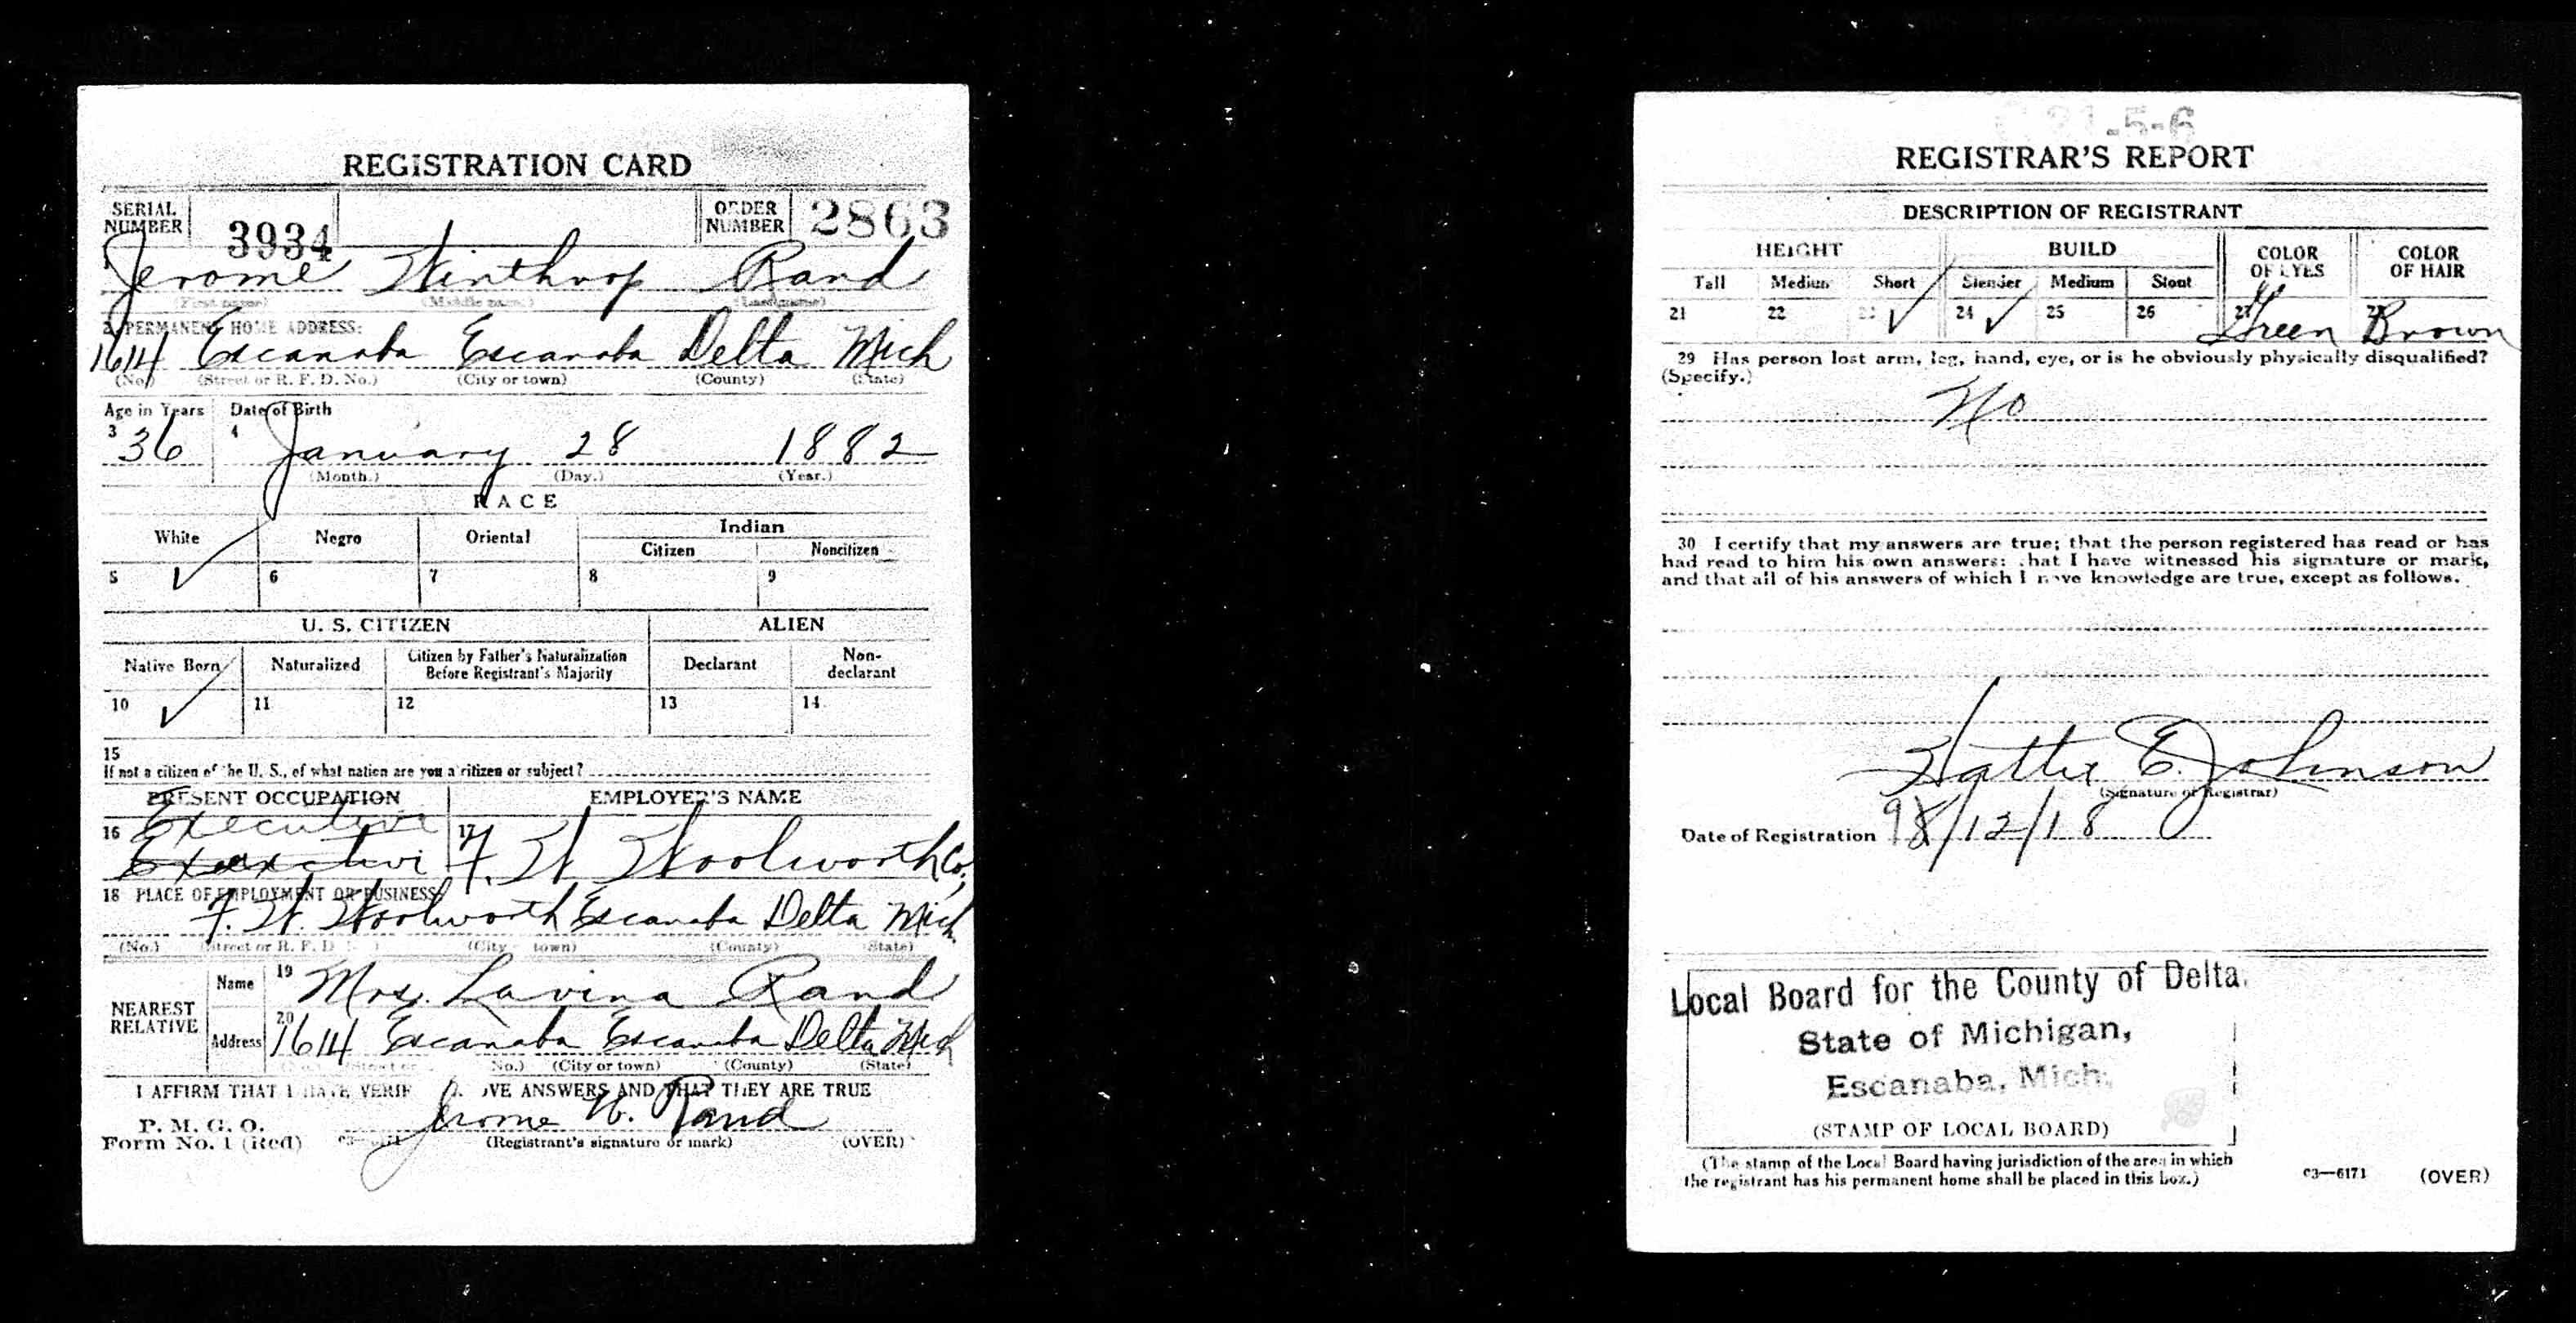 REGISTRATION CARD
SERIAL NUMBER 3934 ORDER NUMBER 2863
1 Jerome Winthrop Rand
(First name) (Middle name) (Last name)
2 PERMANENT HOME ADDRESS:
1614 Escanaba Escanaba Delta Mich
(No.) (Street or R. F. D. No.) (City or town) (County) (State)
Age in Years Date of Birth
3 36 4 January 28 1882
(Month.) (Day.) (Year.)
RACE
White Negro Oriental Indian
Citizen Noncitizen
5 ✓ 6 7 8 9
U. S. CITIZEN ALIEN
Native Born Naturalized Citizen by Father's Naturalization Before Registrant's Majority Declarant Non-declarant
10 ✓ 11 12 13 14
15
If not a citizen of the U. S., of what nation are you a citizen or subject?
PRESENT OCCUPATION EMPLOYER'S NAME
16 Executive 17 F. W. Woolworth Co,
18 PLACE OF EMPLOYMENT OR BUSINESS
F. W. Woolworth Escanaba Delta Mich
(No.) (Street or R. F. D. (City or town) (County) (State)
NEAREST RELATIVE
Name 19 Mrs. Lavina Rand
Address 20 1614 Escanaba Escanaba Delta Mich
No.) (City or town) (County) (State)
I AFFIRM THAT I HAVE VERIF OVE ANSWERS AND THAT THEY ARE TRUE
P. M. G. O.
Form No. 1 (Red) Jerome W. Rand
(Registrant's signature or mark) (OVER)
-5-6
REGISTRAR'S REPORT
DESCRIPTION OF REGISTRANT
HEIGHT BUILD COLOR OF EYES COLOR OF HAIR
Tall Medium Short Slender Medium Stout
21 22 23 ✓ 24 ✓ 25 26 27 Green 28 Brown
29 Has person lost arm, leg, hand, eye, or is he obviously physically disqualified?
(Specify.)
No
30 I certify that my answers are true; that the person registered has read or has
had read to him his own answers; that I have witnessed his signature or mark,
and that all of his answers of which I have knowledge are true, except as follows.
Hattie E. Johnson
(Signature of Registrar)
Date of Registration 9/12/18
Local Board for the County of Delta.
State of Michigan,
Escanaba, Mich.
(STAMP OF LOCAL BOARD)
(The stamp of the Local Board having jurisdiction of the area in which
the registrant has his permanent home shall be placed in this box.)
c3—6171 (OVER)